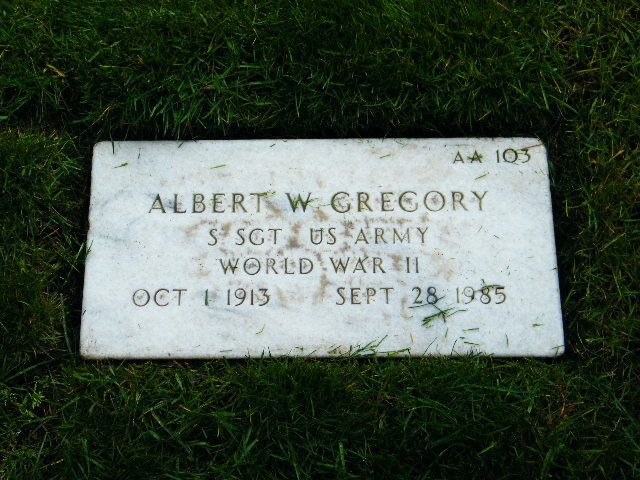 AA 103
ALBERT W GREGORY
S SGT US ARMY
WORLD WAR II
OCT 1 1913 SEPT 28 1985